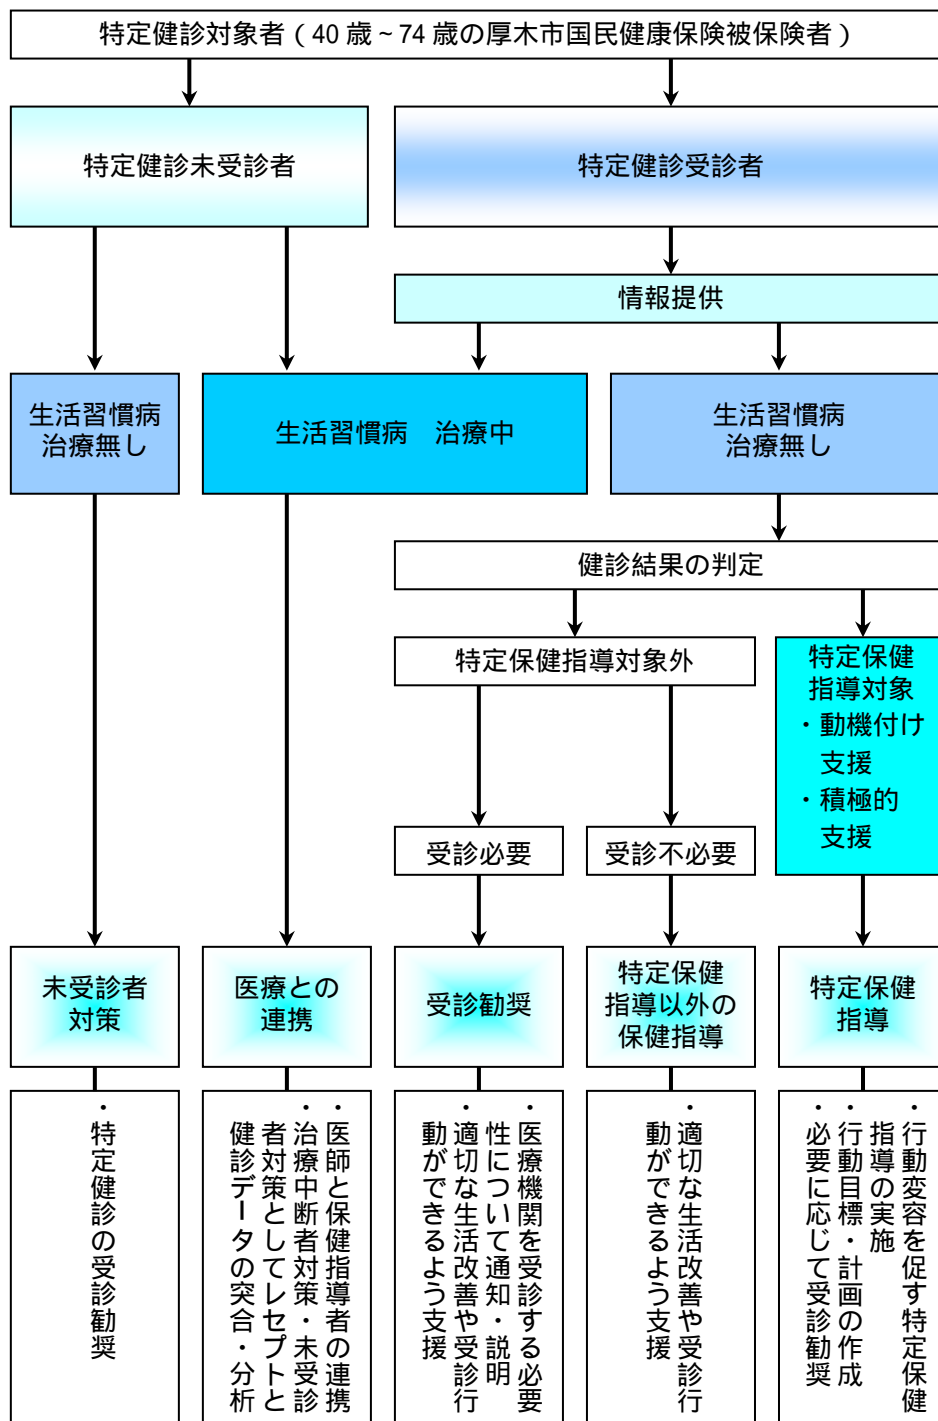 特定健診対象者（40歳～74歳の厚木市国民健康保険被保険者）
特定健診未受診者
特定健診受診者
情報提供
生活習慣病
治療無し
生活習慣病　治療中
生活習慣病
治療無し
健診結果の判定
特定保健指導対象外
特定保健
指導対象
・動機付け
支援
・積極的
支援
受診必要
受診不必要
未受診者
対策
医療との
連携
受診勧奨
特定保健
指導以外の
保健指導
特定保健
指導
・特定健診の受診勧奨
・医師と保健指導者の連携
・治療中断者対策・未受診
者対策としてレセプトと
健診データの突合・分析
・医療機関を受診する必要
性について通知・説明
・適切な生活改善や受診行
動ができるよう支援
・適切な生活改善や受診行
動ができるよう支援
・行動変容を促す特定保健
指導の実施
・行動目標・計画の作成
・必要に応じて受診勧奨